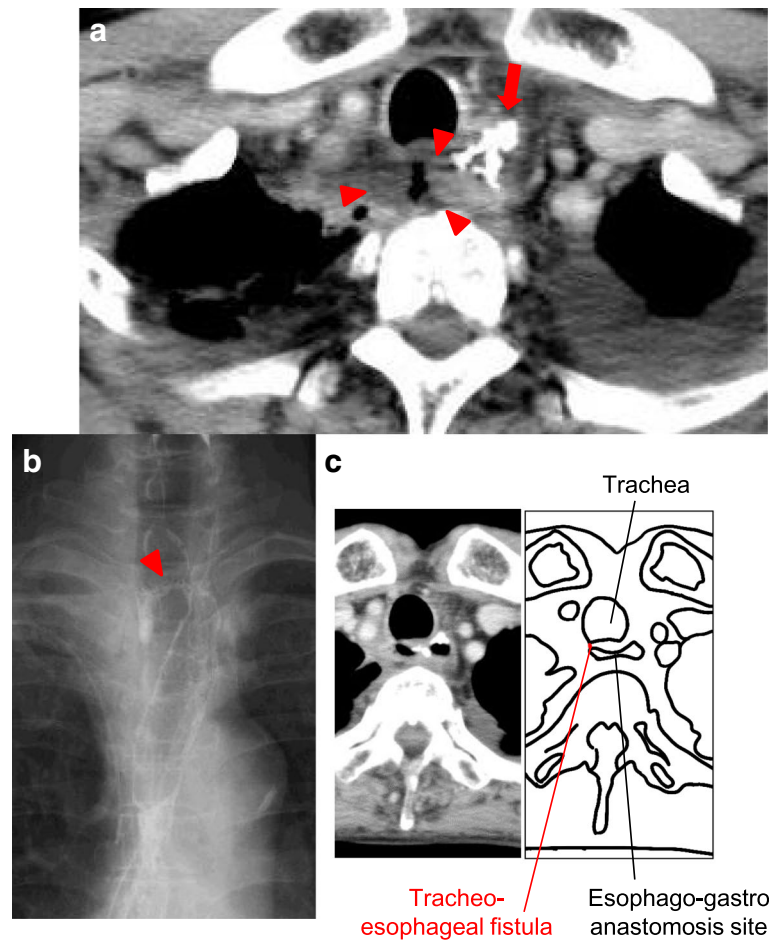 a
b
c
Trachea
Tracheo-
esophageal fistula
Esophago-gastro
anastomosis site